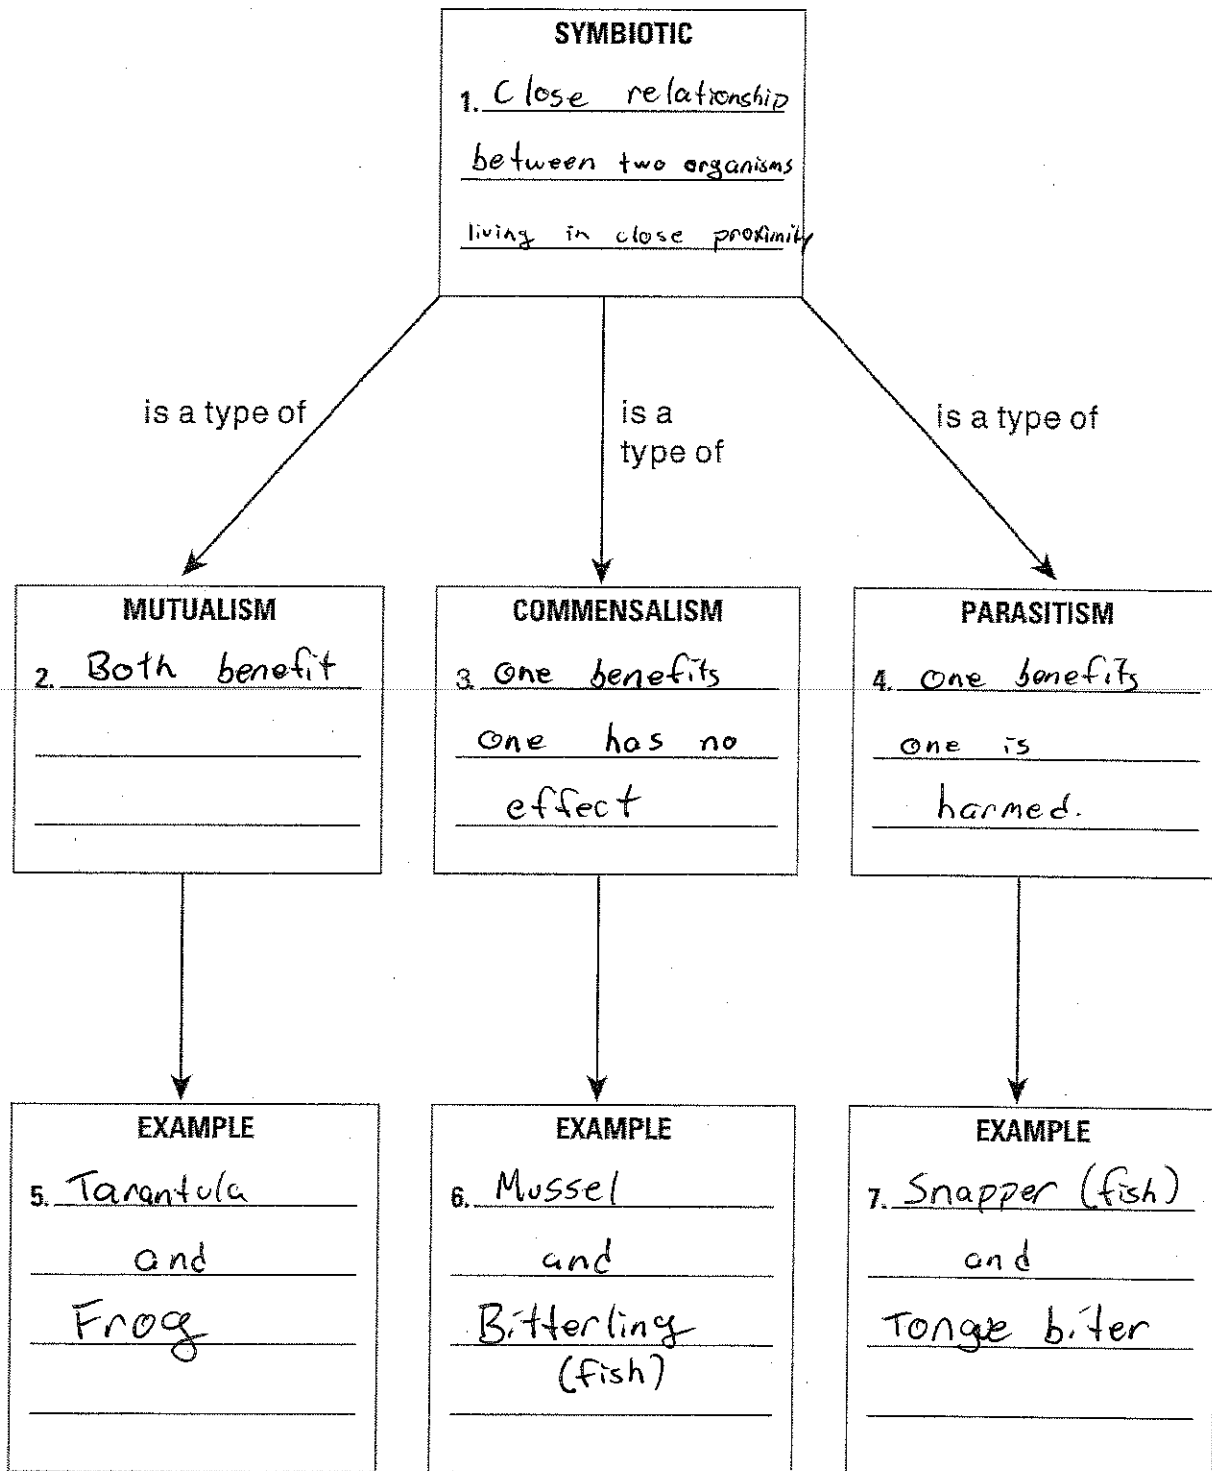 SYMBIOTIC
1. Close relationship
between two organisms
living in close proximity
is a type of
is a
type of
is a type of
MUTUALISM
2. Both benefit
COMMENSALISM
3. One benefits
one has no
effect
PARASITISM
4. One benefits
one is
harmed.
EXAMPLE
5. Tarantula
and
Frog
EXAMPLE
6. Mussel
and
Bitterling
(fish)
EXAMPLE
7. Snapper (fish)
and
Tongue biter